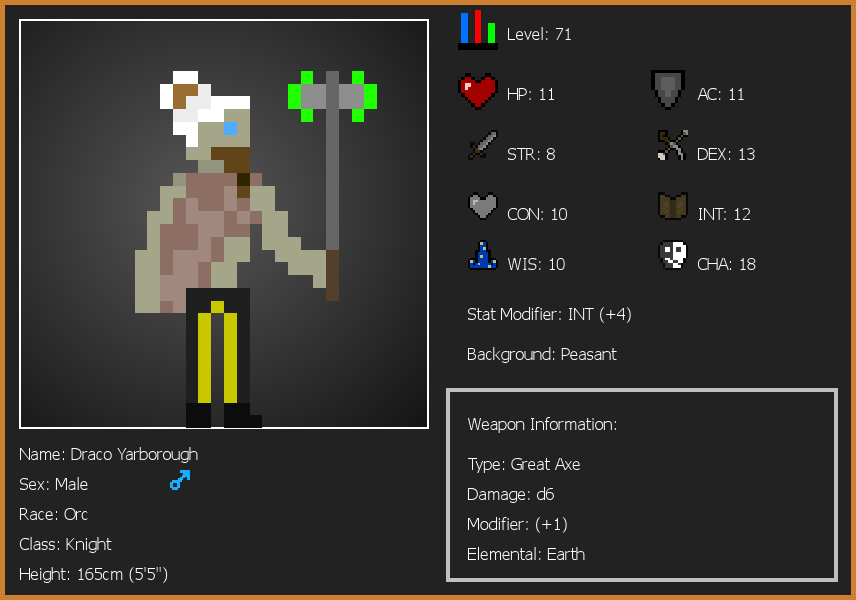 Level: 71
HP: 11
AC: 11
STR: 8
DEX: 13
CON: 10
INT: 12
WIS: 10
CHA: 18
Stat Modifier: INT (+4)
Background: Peasant
Weapon Information:
Type: Great Axe
Damage: d6
Modifier: (+1)
Elemental: Earth
Name: Draco Yarborough
Sex: Male
Race: Orc
Class: Knight
Height: 165cm (5'5")